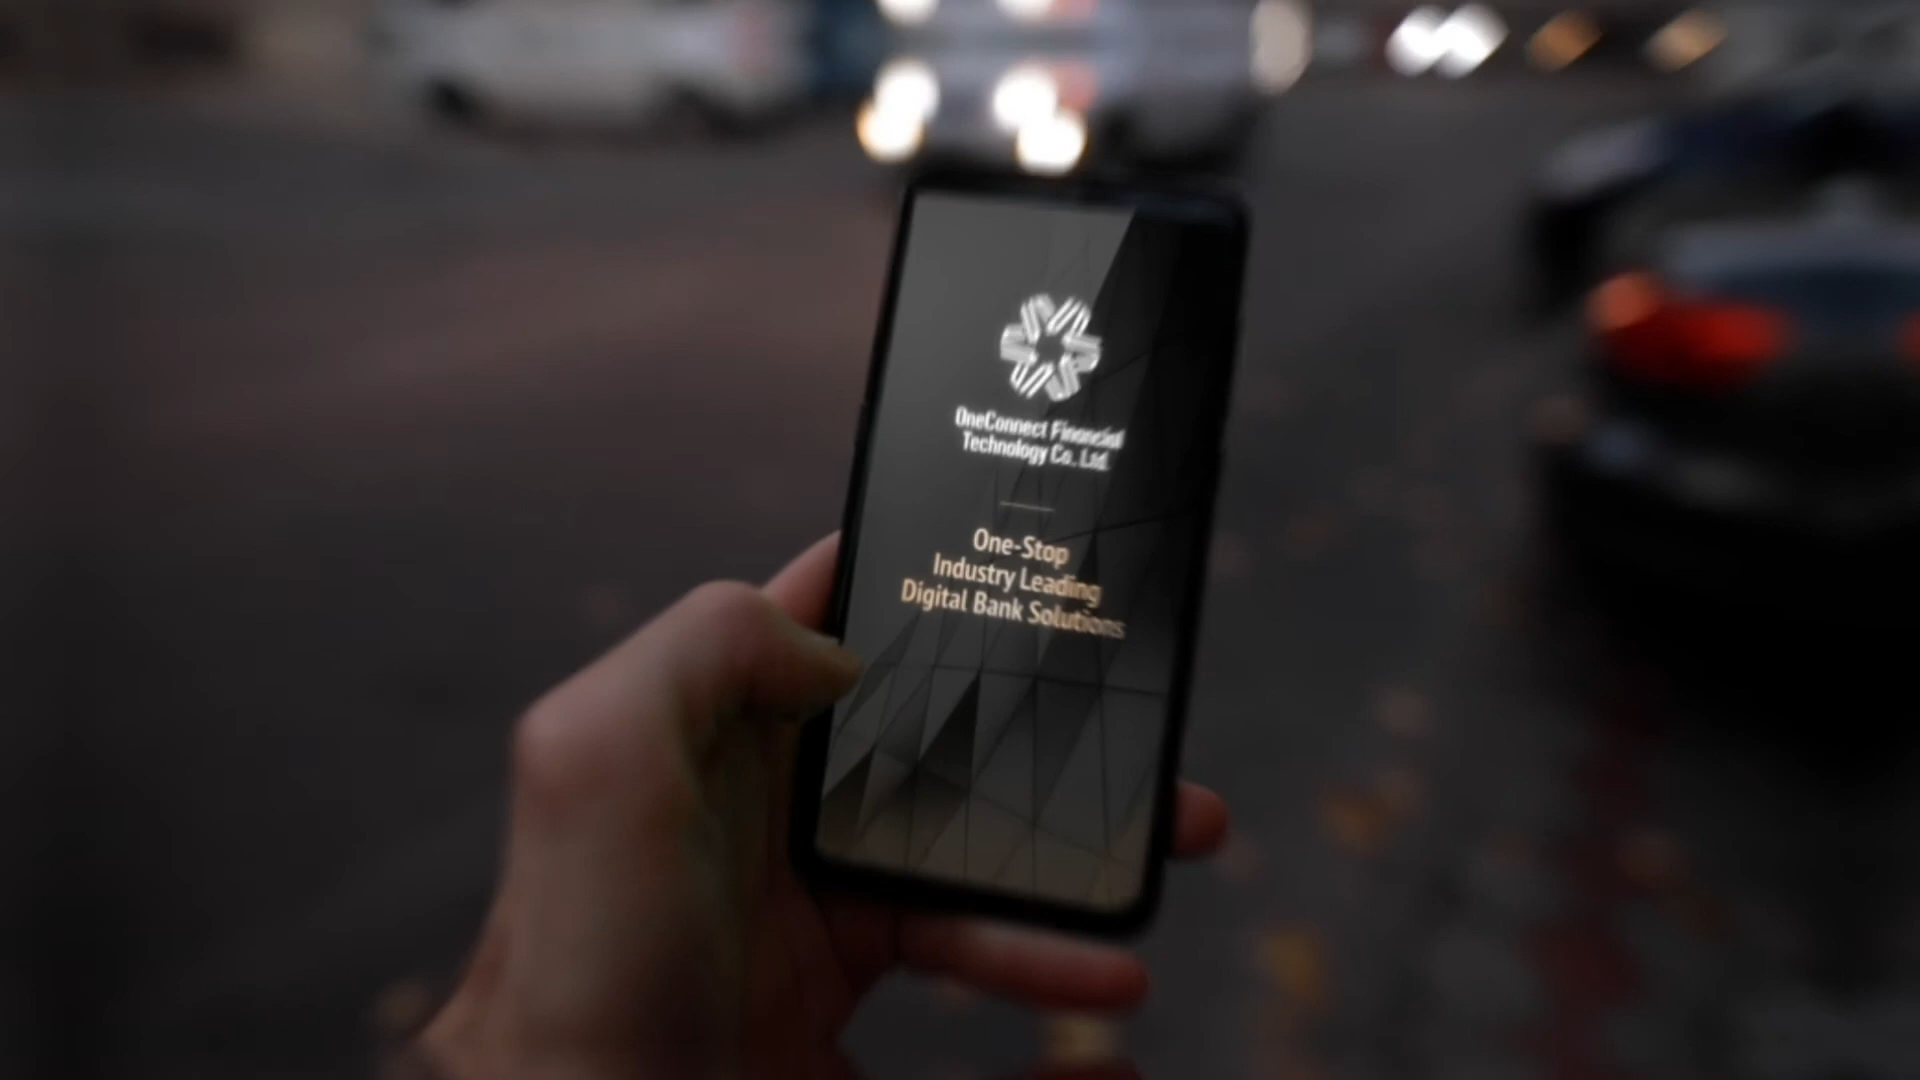 OneConnect Financial
Technology Co., Ltd.
One-Stop
Industry Leading
Digital Bank Solutions